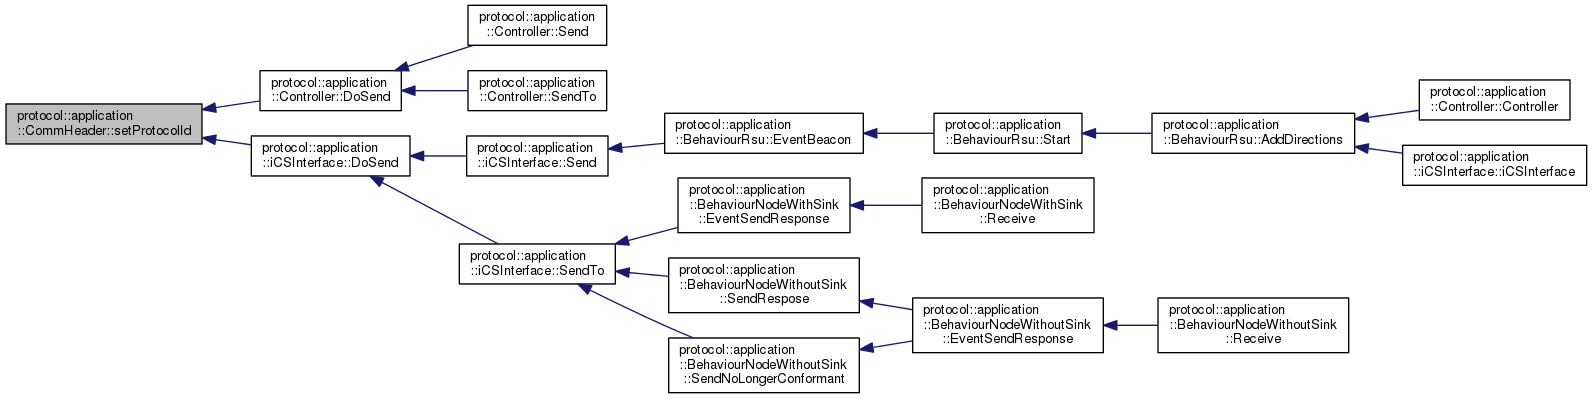 protocol::application
::CommHeader::setProtocolId
protocol::application
::Controller::DoSend
protocol::application
::iCSInterface::DoSend
protocol::application
::Controller::Send
protocol::application
::Controller::SendTo
protocol::application
::iCSInterface::Send
protocol::application
::iCSInterface::SendTo
protocol::application
::BehaviourRsu::EventBeacon
protocol::application
::BehaviourNodeWithSink
::EventSendResponse
protocol::application
::BehaviourNodeWithoutSink
::SendRespose
protocol::application
::BehaviourNodeWithoutSink
::SendNoLongerConformant
protocol::application
::BehaviourRsu::Start
protocol::application
::BehaviourNodeWithSink
::Receive
protocol::application
::BehaviourNodeWithoutSink
::EventSendResponse
protocol::application
::BehaviourRsu::AddDirections
protocol::application
::BehaviourNodeWithoutSink
::Receive
protocol::application
::Controller::Controller
protocol::application
::iCSInterface::iCSInterface